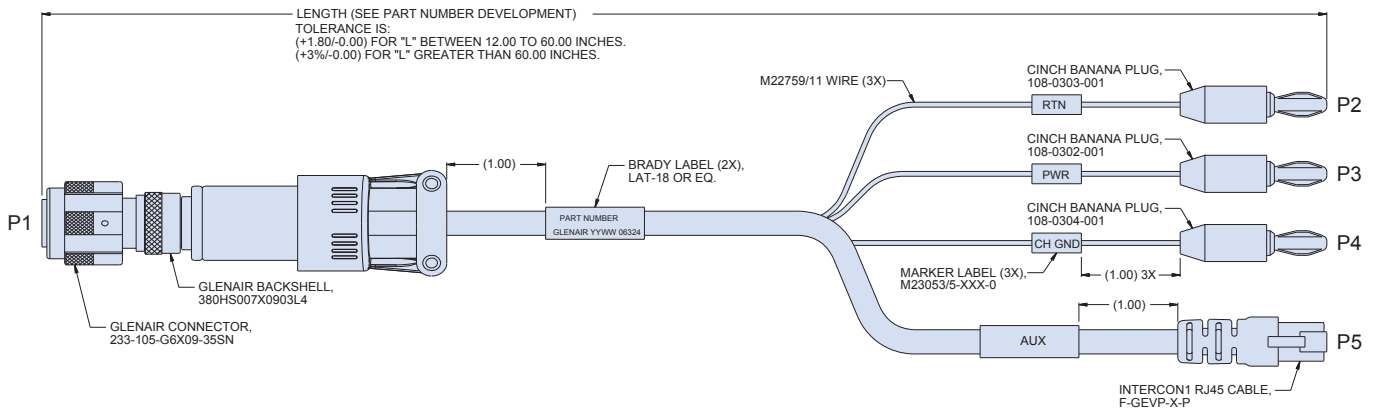 LENGTH (SEE PART NUMBER DEVELOPMENT)
TOLERANCE IS:
(+1.80/-0.00) FOR "L" BETWEEN 12.00 TO 60.00 INCHES.
(+3%/-0.00) FOR "L" GREATER THAN 60.00 INCHES.
M22759/11 WIRE (3X)
CINCH BANANA PLUG,
108-0303-001
RTN
P2
CINCH BANANA PLUG,
108-0302-001
PWR
P3
CINCH BANANA PLUG,
108-0304-001
CH GND
P4
(1.00)
BRADY LABEL (2X),
LAT-18 OR EQ.
P1
PART NUMBER
GLENAIR YYWW 06324
MARKER LABEL (3X),
M23053/5-XXX-0
(1.00) 3X
GLENAIR BACKSHELL,
380HS007X0903L4
GLENAIR CONNECTOR,
233-105-G6X09-35SN
(1.00)
AUX
P5
INTERCON1 RJ45 CABLE,
F-GEVP-X-P